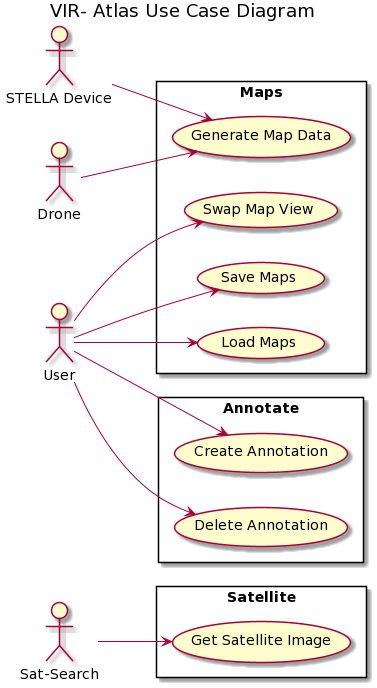 VIR- Atlas Use Case Diagram
STELLA Device
Maps
Generate Map Data
Drone
Swap Map View
Save Maps
Load Maps
User
Annotate
Create Annotation
Delete Annotation
Satellite
Get Satellite Image
Sat-Search